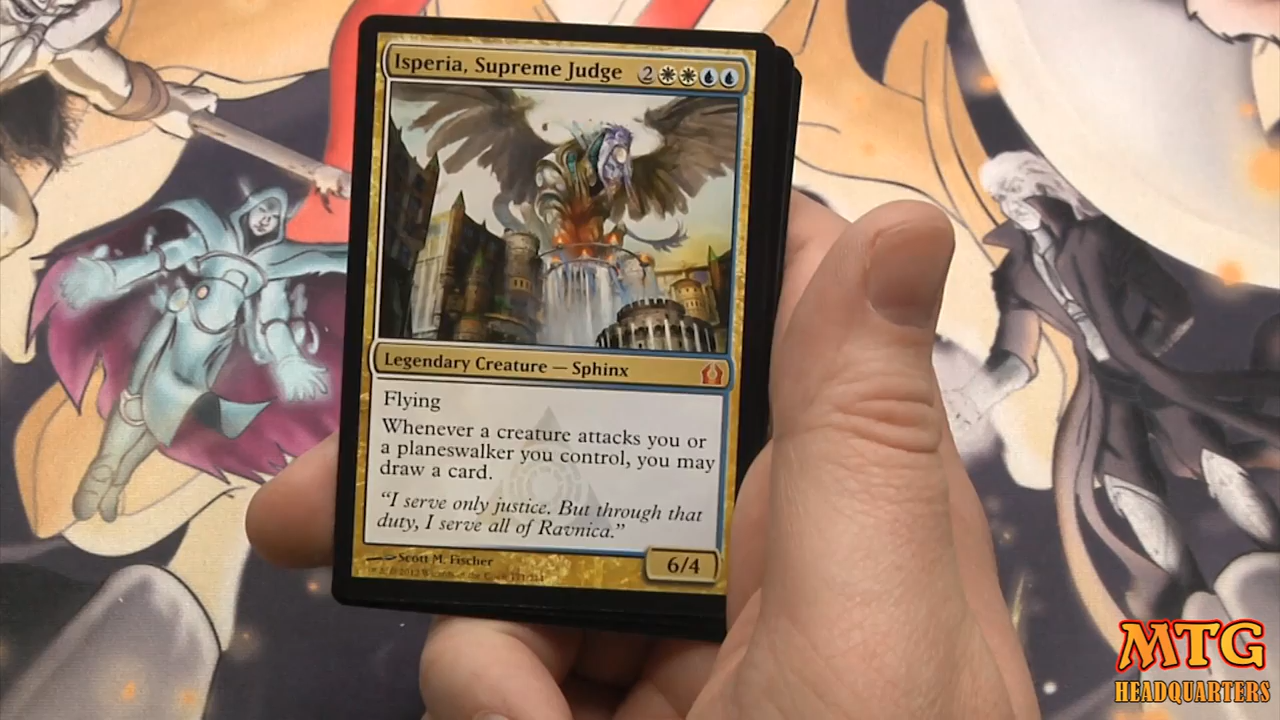 Isperia, Supreme Judge 2
Legendary Creature — Sphinx
Flying
Whenever a creature attacks you or
a planeswalker you control, you may
draw a card.
"I serve only justice. But through that
duty, I serve all of Ravnica."
6/4
Scott M. Fischer
MTG
HEADQUARTERS